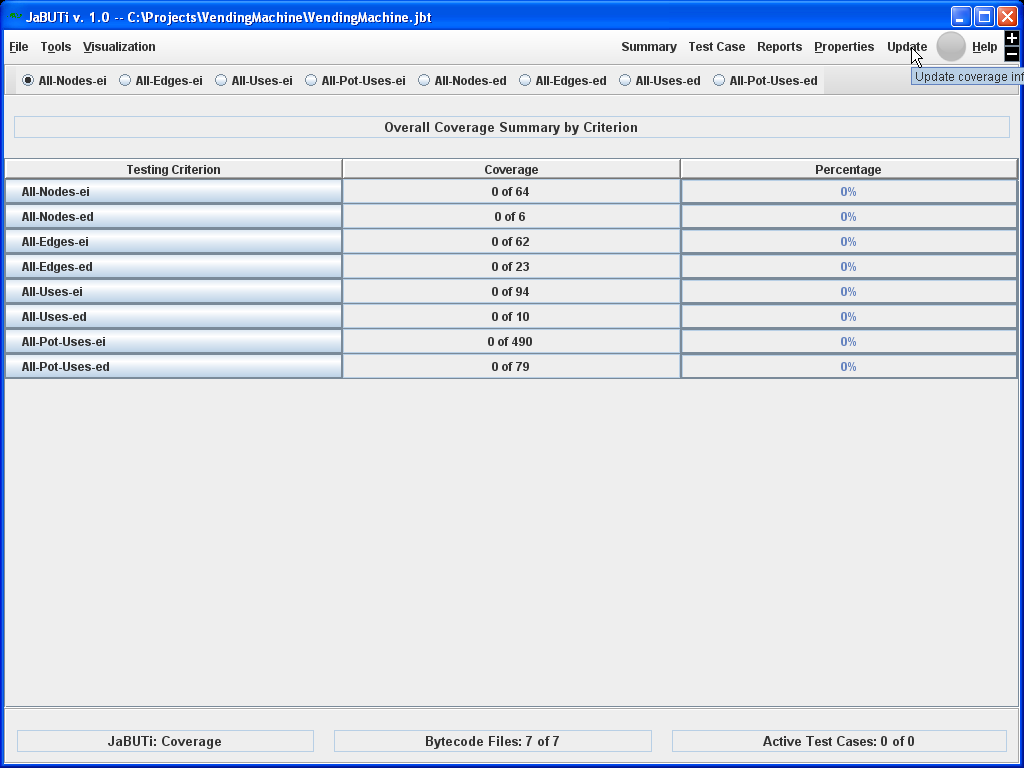 JaBUTi v. 1.0 -- C:\Projects\VendingMachine\VendingMachine.jbt
File Tools Visualization Summary Test Case Reports Properties Update Help
All-Nodes-ei All-Edges-ei All-Uses-ei All-Pot-Uses-ei All-Nodes-ed All-Edges-ed All-Uses-ed All-Pot-Uses-ed
Update coverage inf
Overall Coverage Summary by Criterion
Testing Criterion Coverage Percentage
All-Nodes-ei 0 of 64 0%
All-Nodes-ed 0 of 6 0%
All-Edges-ei 0 of 62 0%
All-Edges-ed 0 of 23 0%
All-Uses-ei 0 of 94 0%
All-Uses-ed 0 of 10 0%
All-Pot-Uses-ei 0 of 490 0%
All-Pot-Uses-ed 0 of 79 0%
JaBUTi: Coverage Bytecode Files: 7 of 7 Active Test Cases: 0 of 0